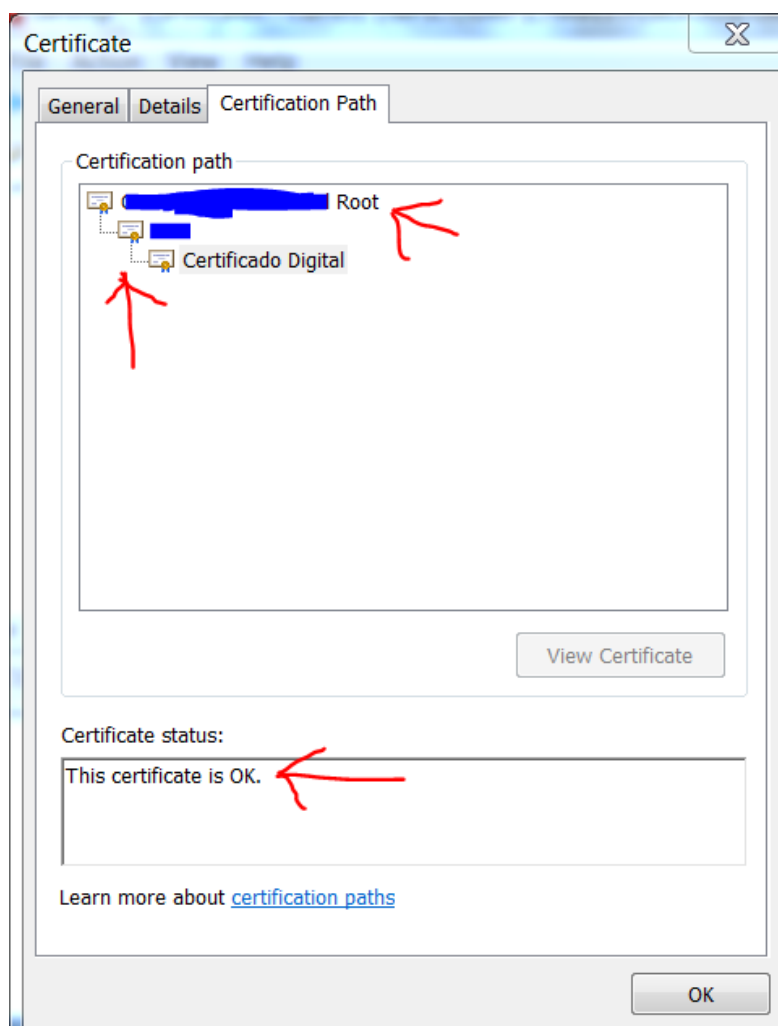 Certificate
General Details Certification Path
Certification path
Root
Certificado Digital
View Certificate
Certificate status:
This certificate is OK.
Learn more about certification paths
OK